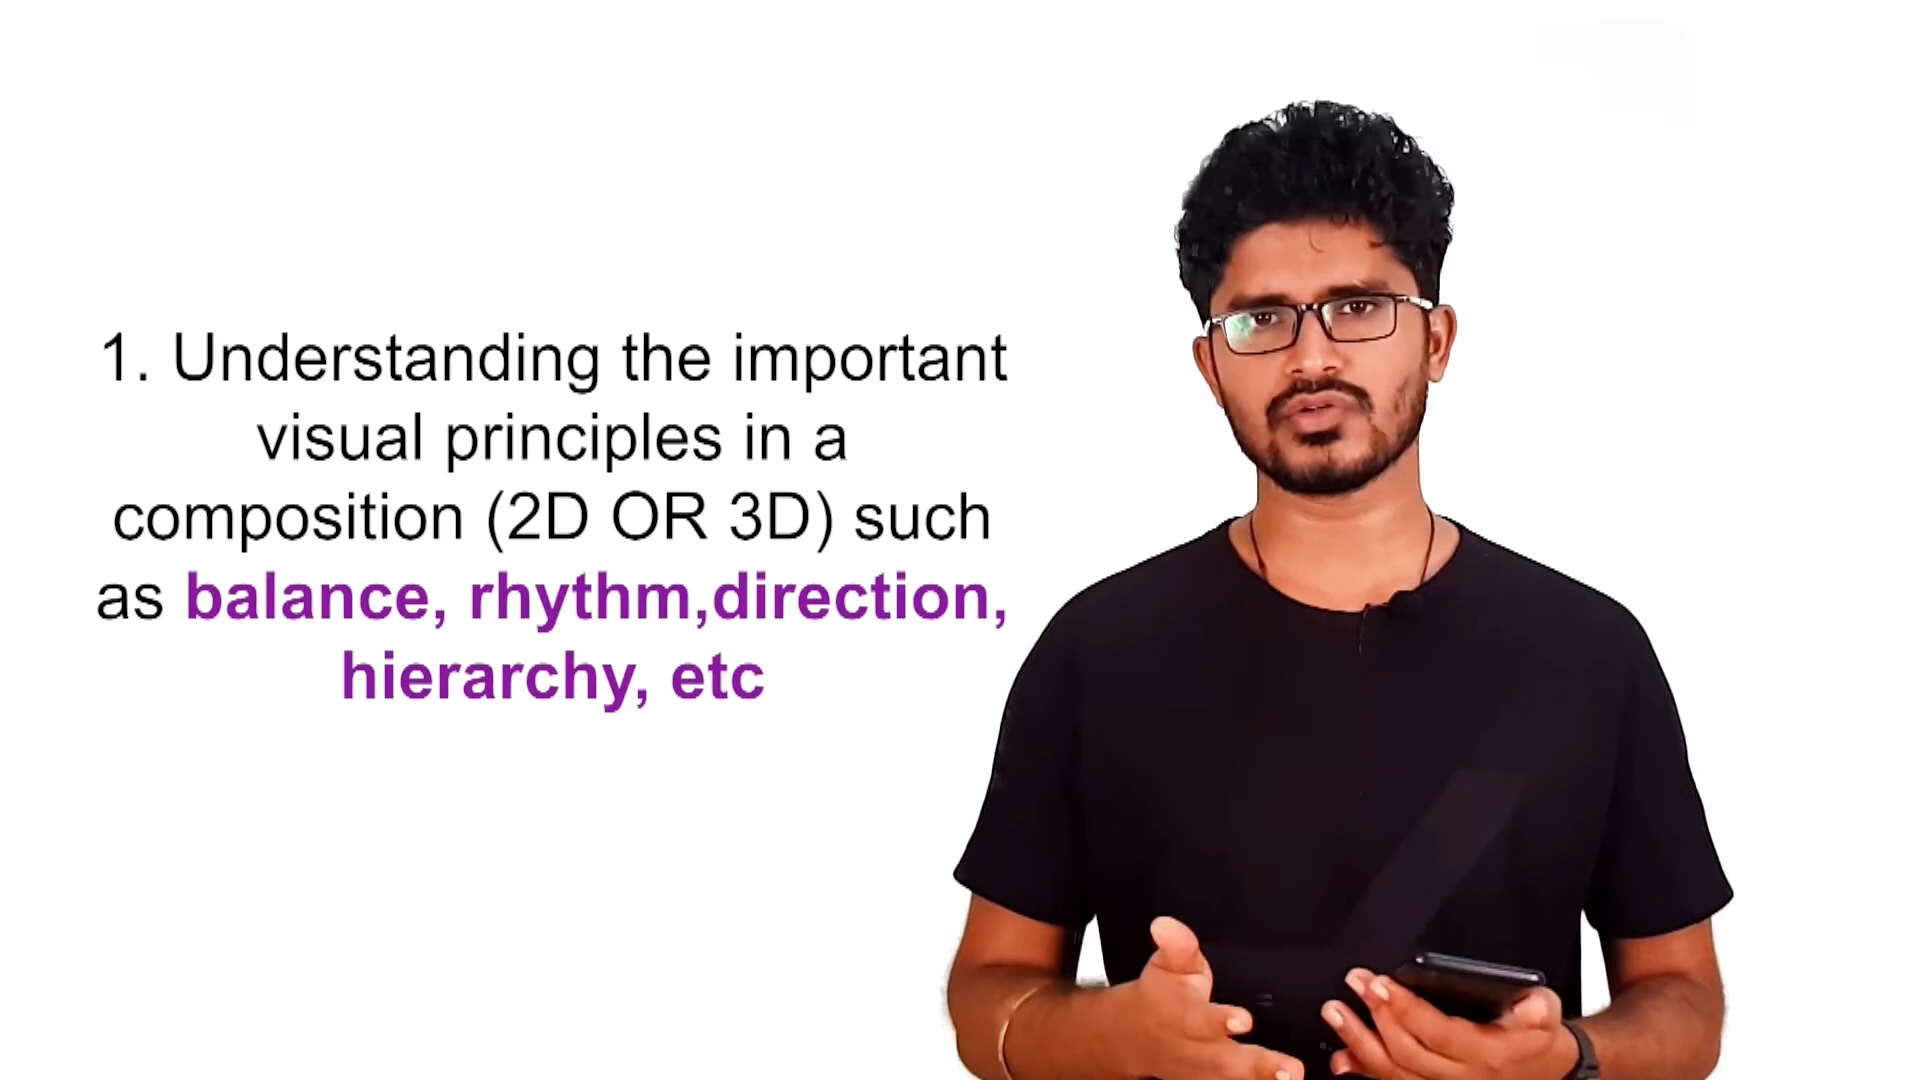 1. Understanding the important
visual principles in a
composition (2D OR 3D) such
as balance, rhythm,direction,
hierarchy, etc